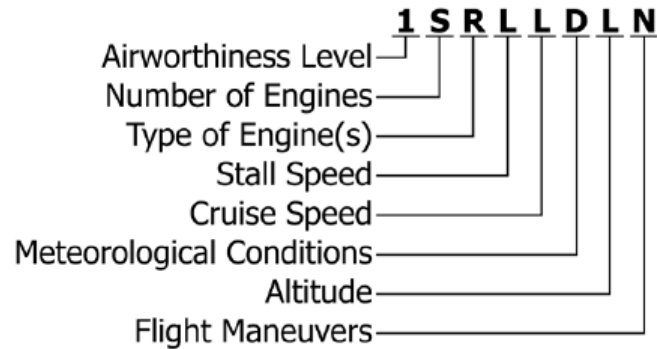 1 S R L L D L N
Airworthiness Level
Number of Engines
Type of Engine(s)
Stall Speed
Cruise Speed
Meteorological Conditions
Altitude
Flight Maneuvers